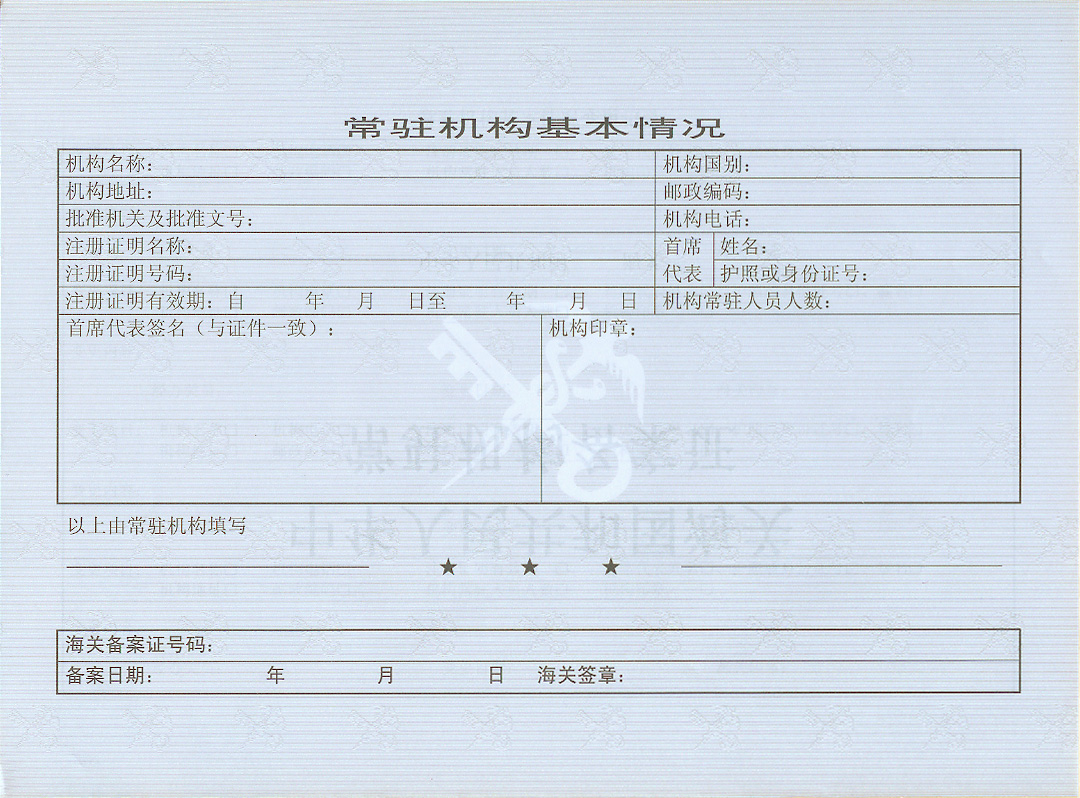 常驻机构基本情况
机构名称: 机构国别:
机构地址: 邮政编码:
批准机关及批准文号: 机构电话:
注册证明名称: 首席 姓名:
注册证明号码: 代表 护照或身份证号:
注册证明有效期: 自 年 月 日至 年 月 日 机构常驻人员人数:
首席代表签名（与证件一致）: 机构印章:
以上由常驻机构填写
★ ★ ★
海关备案证号码:
备案日期: 年 月 日 海关签章: